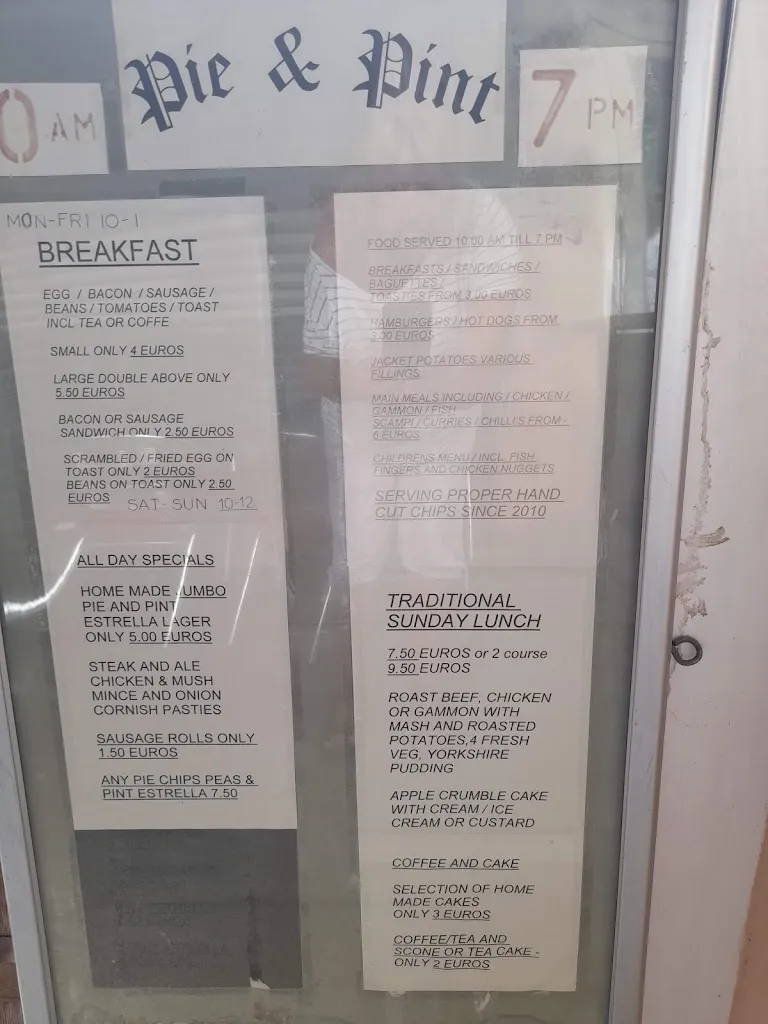 Pie & Pint
0 AM
7 PM
MON-FRI 10-1
BREAKFAST
EGG / BACON / SAUSAGE /
BEANS / TOMATOES / TOAST
INCL TEA OR COFFE
SMALL ONLY 4 EUROS
LARGE DOUBLE ABOVE ONLY
5.50 EUROS
BACON OR SAUSAGE
SANDWICH ONLY 2.50 EUROS
SCRAMBLED / FRIED EGG ON
TOAST ONLY 2 EUROS
BEANS ON TOAST ONLY 2.50
EUROS
SAT-SUN 10-12
ALL DAY SPECIALS
HOME MADE JUMBO
PIE AND PINT
ESTRELLA LAGER
ONLY 5.00 EUROS
STEAK AND ALE
CHICKEN & MUSH
MINCE AND ONION
CORNISH PASTIES
SAUSAGE ROLLS ONLY
1.50 EUROS
ANY PIE CHIPS PEAS &
PINT ESTRELLA 7.50
FOOD SERVED 10.00 AM TILL 7 PM
BREAKFASTS / SANDWICHES /
BAGUETTES /
TOASTIES FROM 3.00 EUROS
HAMBURGERS / HOT DOGS FROM
3.00 EUROS
JACKET POTATOES VARIOUS
FILLINGS
MAIN MEALS INCLUDING / CHICKEN /
GAMMON / FISH
SCAMPI / CURRIES / CHILLI'S FROM -
6 EUROS
CHILDRENS MENU / INCL FISH
FINGERS AND CHICKEN NUGGETS
SERVING PROPER HAND
CUT CHIPS SINCE 2010
TRADITIONAL
SUNDAY LUNCH
7.50 EUROS or 2 course
9.50 EUROS
ROAST BEEF, CHICKEN
OR GAMMON WITH
MASH AND ROASTED
POTATOES,4 FRESH
VEG, YORKSHIRE
PUDDING
APPLE CRUMBLE CAKE
WITH CREAM / ICE
CREAM OR CUSTARD
COFFEE AND CAKE
SELECTION OF HOME
MADE CAKES
ONLY 3 EUROS
COFFEE/TEA AND
SCONE OR TEA CAKE -
ONLY 2 EUROS